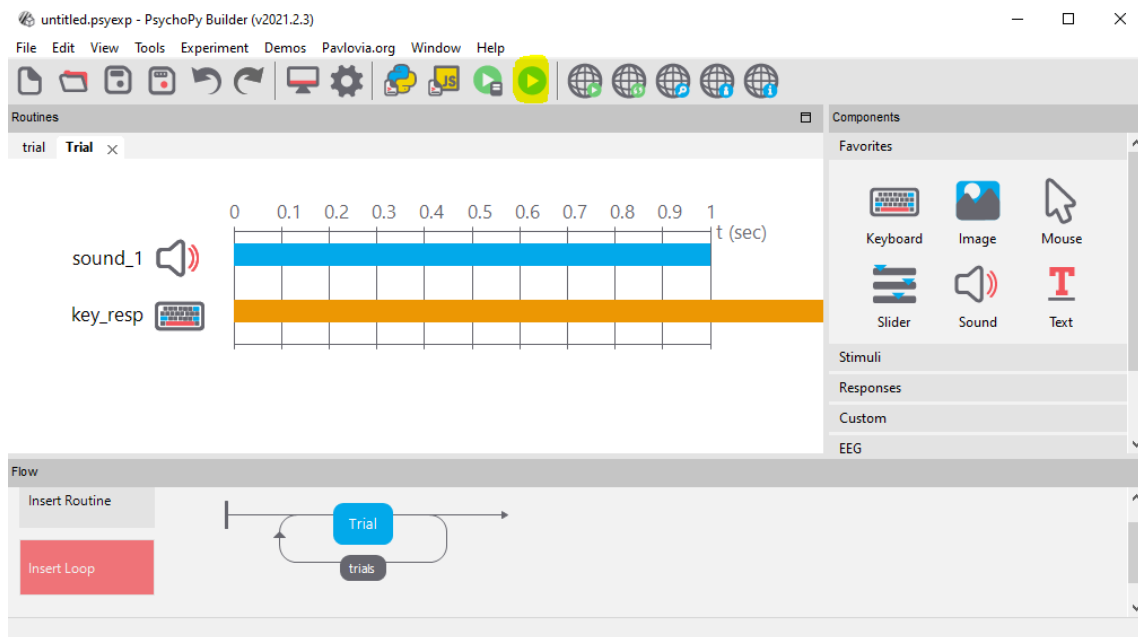 untitled.psyexp - PsychoPy Builder (v2021.2.3)
File Edit View Tools Experiment Demos Pavlovia.org Window Help
JS
Routines
trial Trial
0 0.1 0.2 0.3 0.4 0.5 0.6 0.7 0.8 0.9 1
t (sec)
sound_1
key_resp
Components
Favorites
Keyboard Image Mouse
T
Slider Sound Text
Stimuli
Responses
Custom
EEG
Flow
Insert Routine
Insert Loop
Trial
trials